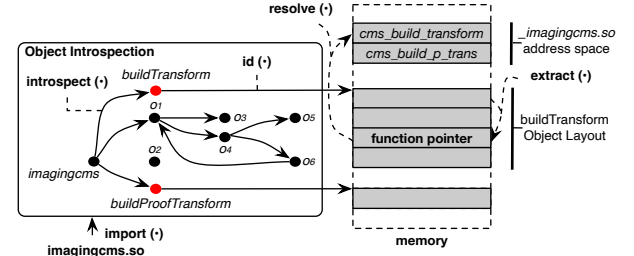 resolve (·)
cms_build_transform
cms_build_p_trans
_imagingcms.so
address space
Object Introspection
introspect (·)
buildTransform
id (·)
extract (·)
O1
O3
O5
O2
O4
O6
function pointer
buildTransform
Object Layout
imagingcms
buildProofTransform
import (·)
imagingcms.so
memory